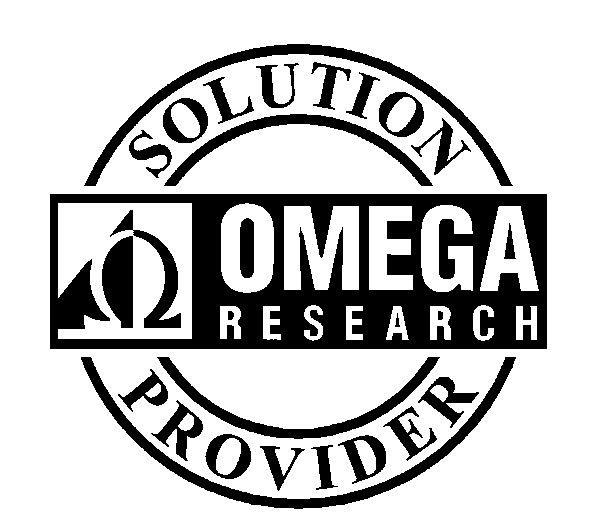 SOLUTION
OMEGA
RESEARCH
PROVIDER